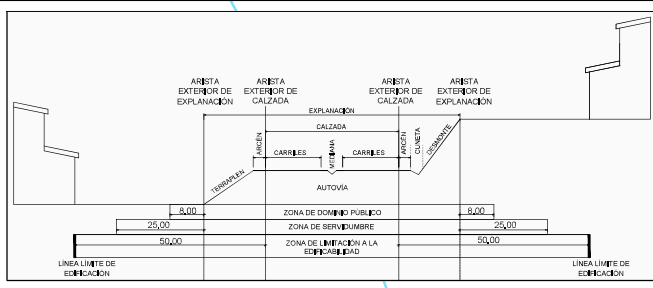 ARISTA
EXTERIOR DE
EXPLANACIÓN
ARISTA
EXTERIOR DE
CALZADA
ARISTA
EXTERIOR DE
CALZADA
ARISTA
EXTERIOR DE
EXPLANACIÓN
EXPLANACIÓN
CALZADA
ARCÉN
CARRILES
MEDIANA
CARRILES
ARCÉN
CUNETA
DESMONTE
TERRAPLEN
AUTOVÍA
8,00
ZONA DE DOMINIO PÚBLICO
8,00
25,00
ZONA DE SERVIDUMBRE
25,00
50,00
ZONA DE LIMITACIÓN A LA
EDIFICABILIDAD
50,00
LÍNEA LÍMITE DE
EDIFICACIÓN
LÍNEA LÍMITE DE
EDIFICACIÓN